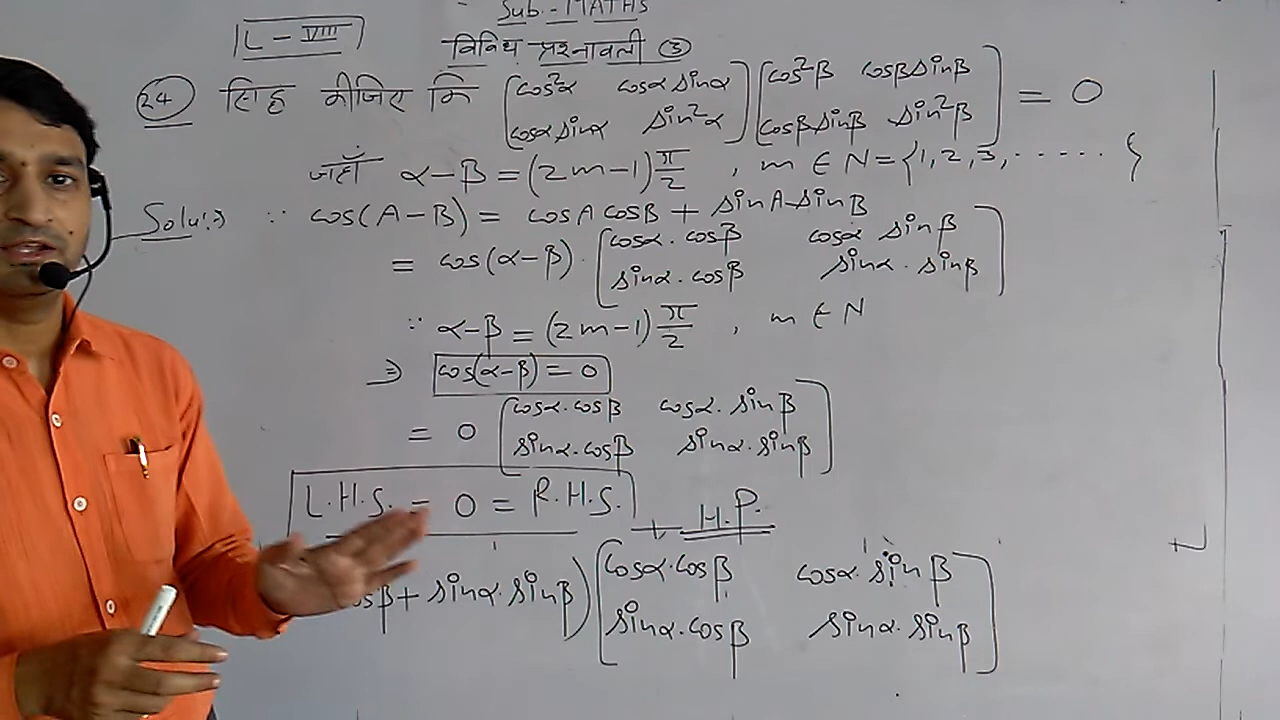 Sub.- MATHS
L - VIII
विविध प्रश्नावली ③
(24) सिद्ध कीजिए कि [cos²α cosα sinα] [cos²β cosβ sinβ] = 0
[cosα sinα sin²α] [cosβ sinβ sin²β]
जहाँ α-β = (2m-1)π/2 , m ∈ N = {1, 2, 3, ...... }
Solu:→ ∵ cos(A-B) = cosA cosB + sinA sinB
= cos(α-β). [cosα. cosβ cosα sinβ]
[sinα. cosβ sinα. sinβ]
∵ α-β = (2m-1)π/2 , m ∈ N
⇒ cos(α-β) = 0
= 0 [cosα. cosβ cosα. sinβ]
[sinα. cosβ sinα. sinβ]
L.H.S. = 0 = R.H.S. H.P.
cosβ + sinα. sinβ) [cosα. cosβ cosα. sinβ]
[sinα. cosβ sinα. sinβ]